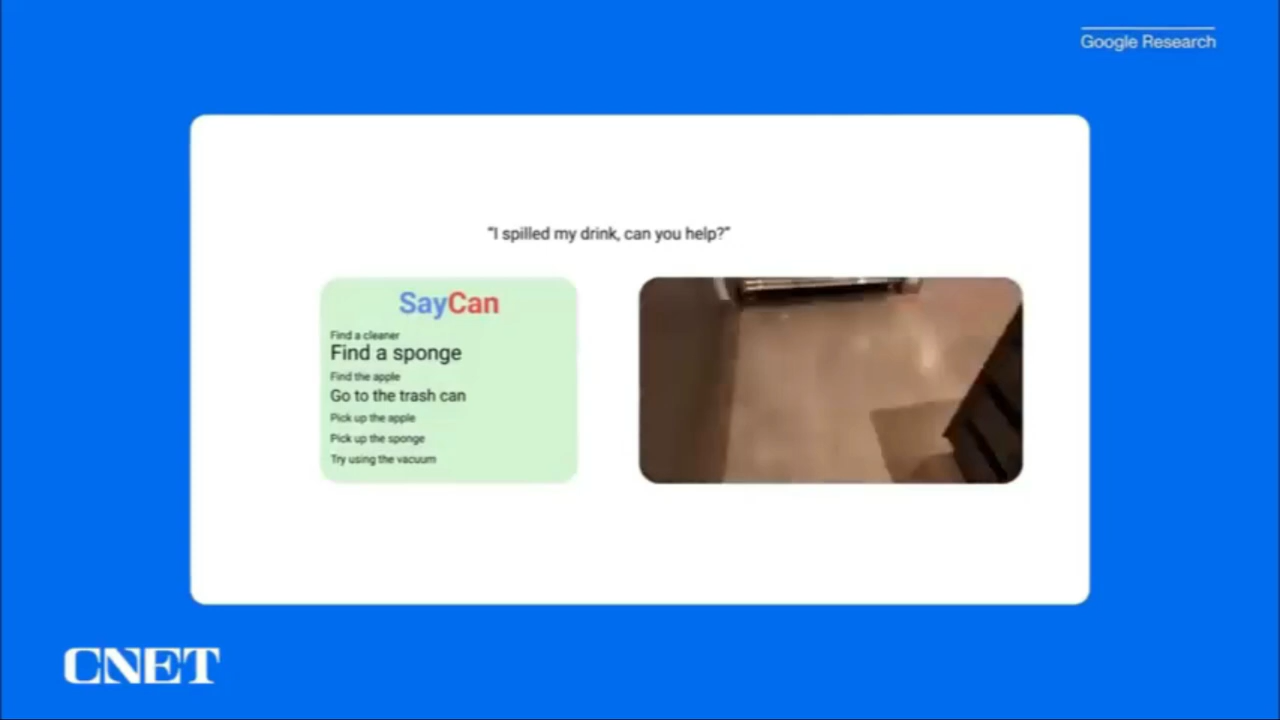 Google Research
“I spilled my drink, can you help?”
SayCan
Find a cleaner
Find a sponge
Find the apple
Go to the trash can
Pick up the apple
Pick up the sponge
Try using the vacuum
CNET